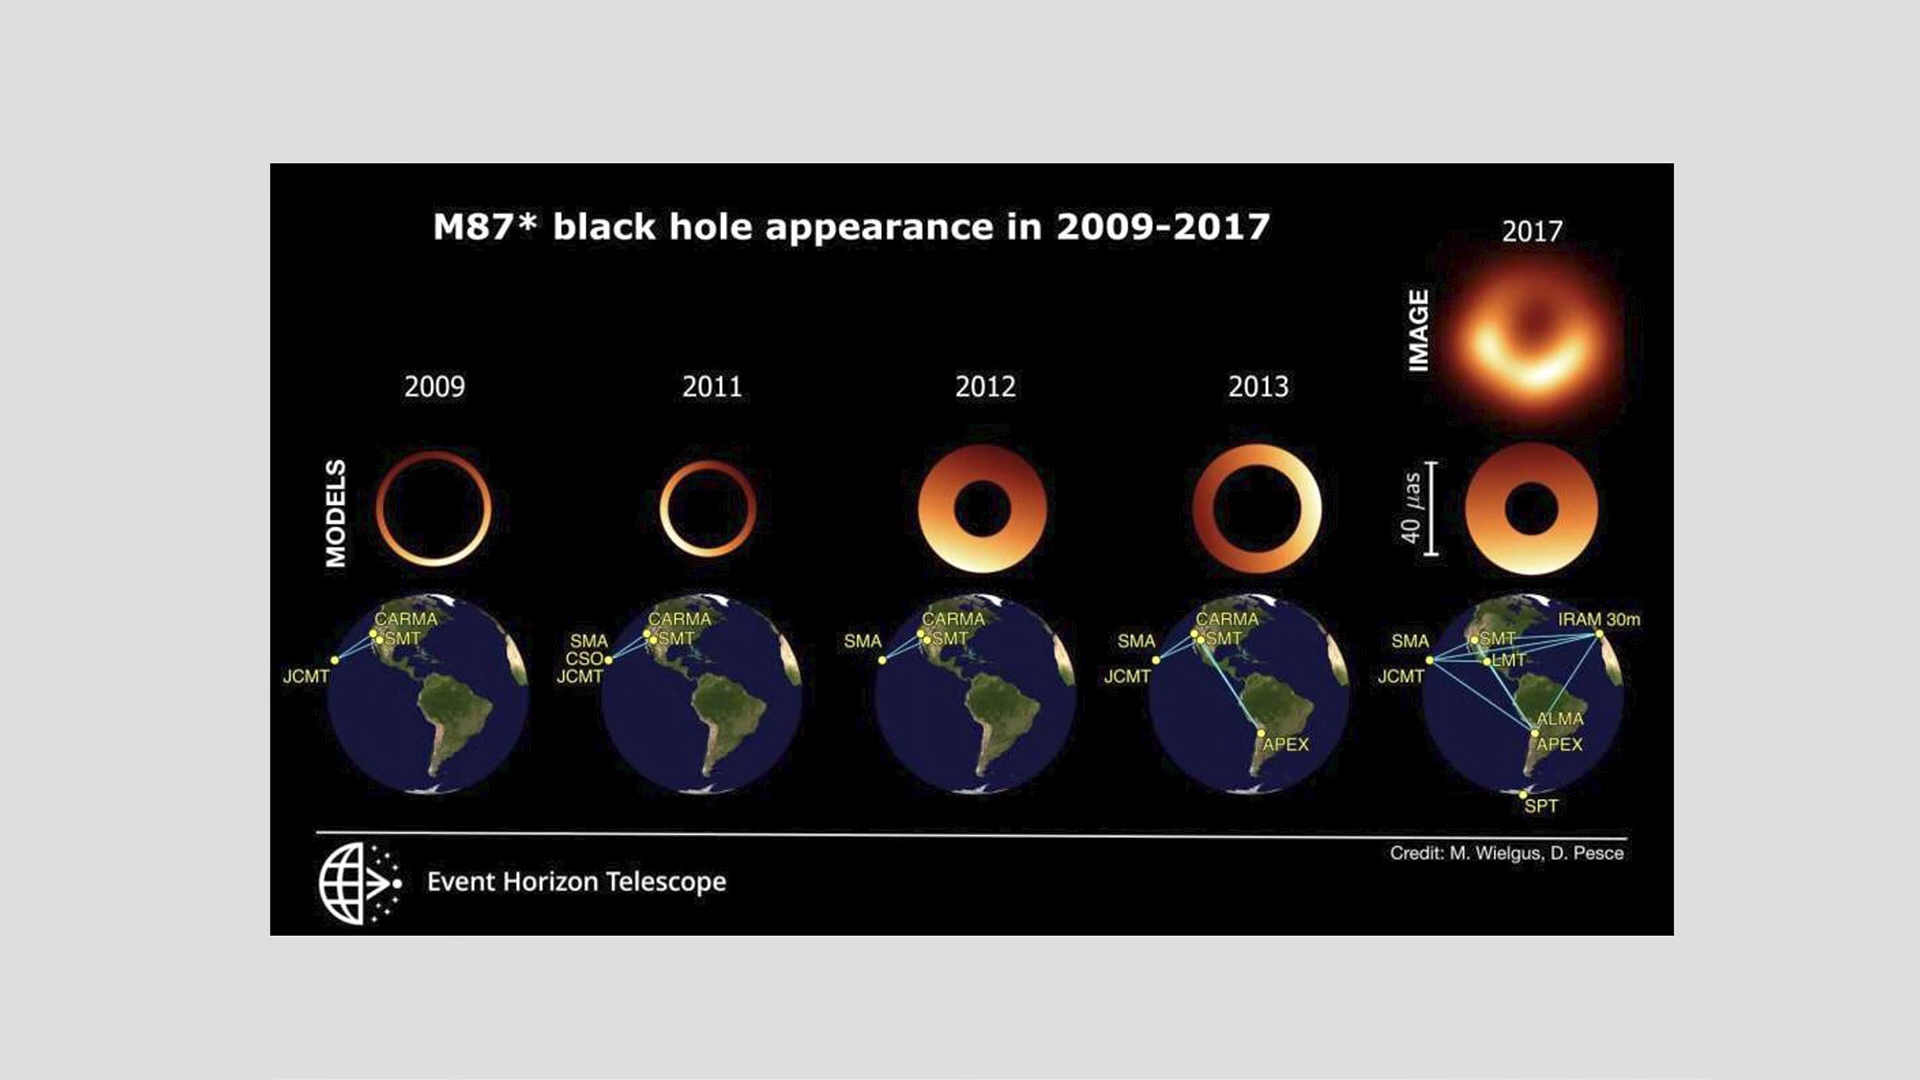 M87* black hole appearance in 2009-2017
2017
IMAGE
2009
2011
2012
2013
MODELS
40 μas
CARMA
SMT
JCMT
CARMA
SMA
SMT
CSO
JCMT
CARMA
SMA
SMT
CARMA
SMA
SMT
JCMT
APEX
IRAM 30m
SMA
SMT
LMT
JCMT
ALMA
APEX
SPT
Credit: M. Wielgus, D. Pesce
Event Horizon Telescope